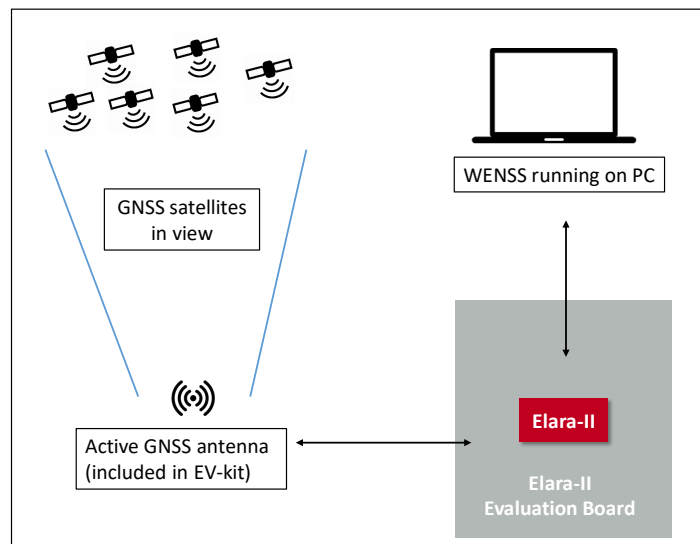 GNSS satellites
in view
WENSS running on PC
Active GNSS antenna
(included in EV-kit)
Elara-II
Elara-II
Evaluation Board